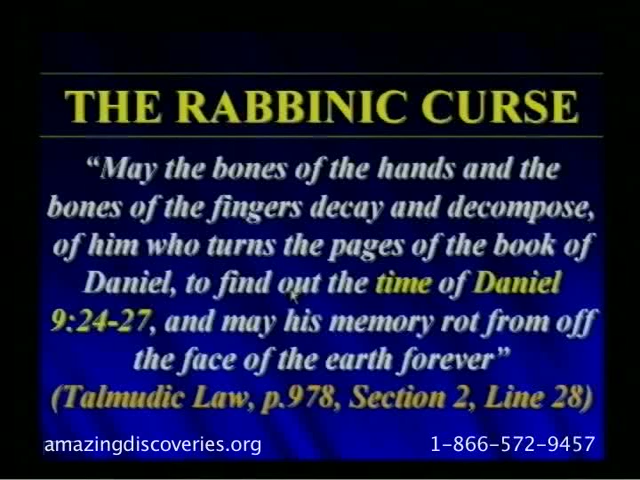 THE RABBINIC CURSE
“May the bones of the hands and the
bones of the fingers decay and decompose,
of him who turns the pages of the book of
Daniel, to find out the time of Daniel
9:24-27, and may his memory rot from off
the face of the earth forever”
(Talmudic Law, p.978, Section 2, Line 28)
amazingdiscoveries.org 1-866-572-9457